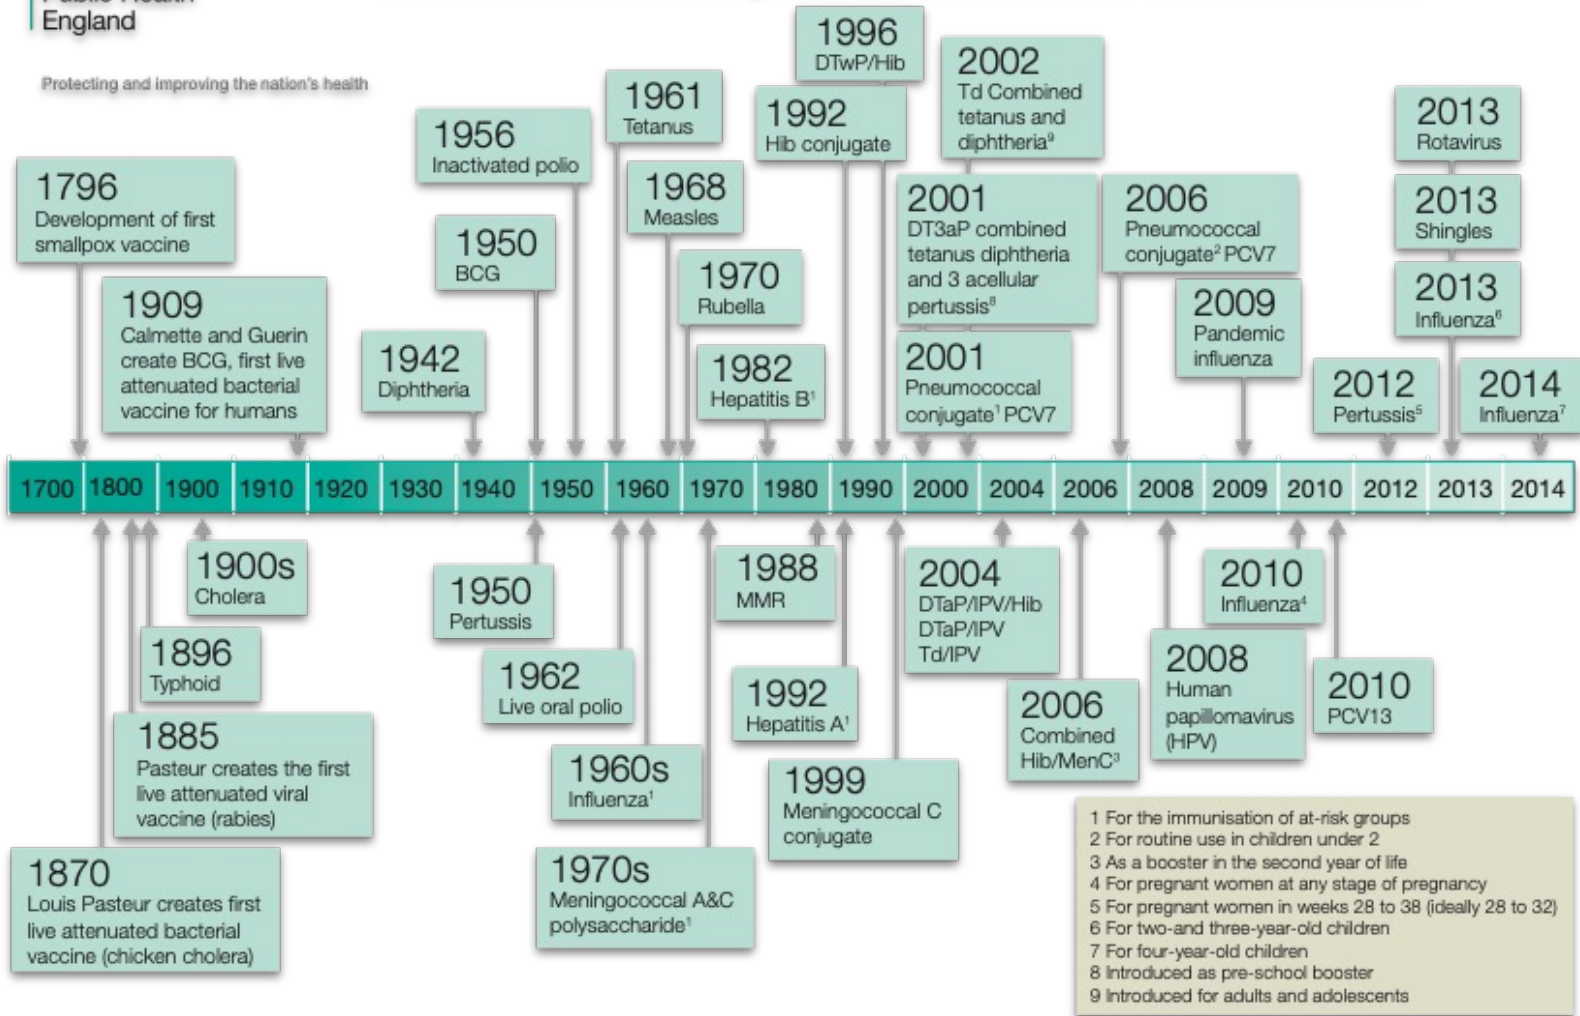 England
Protecting and improving the nation's health
1996
DTwP/Hib
2002
Td Combined
tetanus and
diphtheria⁹
1961
Tetanus
1992
Hib conjugate
2013
Rotavirus
1956
Inactivated polio
1796
Development of first
smallpox vaccine
1968
Measles
2001
DT3aP combined
tetanus diphtheria
and 3 acellular
pertussis⁸
2006
Pneumococcal
conjugate² PCV7
2013
Shingles
1950
BCG
1970
Rubella
2013
Influenza⁶
1909
Calmette and Guerin
create BCG, first live
attenuated bacterial
vaccine for humans
2009
Pandemic
influenza
1942
Diphtheria
1982
Hepatitis B¹
2001
Pneumococcal
conjugate¹ PCV7
2012
Pertussis⁵
2014
Influenza⁷
1700 1800 1900 1910 1920 1930 1940 1950 1960 1970 1980 1990 2000 2004 2006 2008 2009 2010 2012 2013 2014
1900s
Cholera
1950
Pertussis
1988
MMR
2004
DTaP/IPV/Hib
DTaP/IPV
Td/IPV
2010
Influenza⁴
1896
Typhoid
1962
Live oral polio
1992
Hepatitis A¹
2006
Combined
Hib/MenC³
2008
Human
papillomavirus
(HPV)
2010
PCV13
1885
Pasteur creates the first
live attenuated viral
vaccine (rabies)
1960s
Influenza¹
1999
Meningococcal C
conjugate
1870
Louis Pasteur creates first
live attenuated bacterial
vaccine (chicken cholera)
1970s
Meningococcal A&C
polysaccharide¹
1 For the immunisation of at-risk groups
2 For routine use in children under 2
3 As a booster in the second year of life
4 For pregnant women at any stage of pregnancy
5 For pregnant women in weeks 28 to 38 (ideally 28 to 32)
6 For two-and three-year-old children
7 For four-year-old children
8 Introduced as pre-school booster
9 Introduced for adults and adolescents